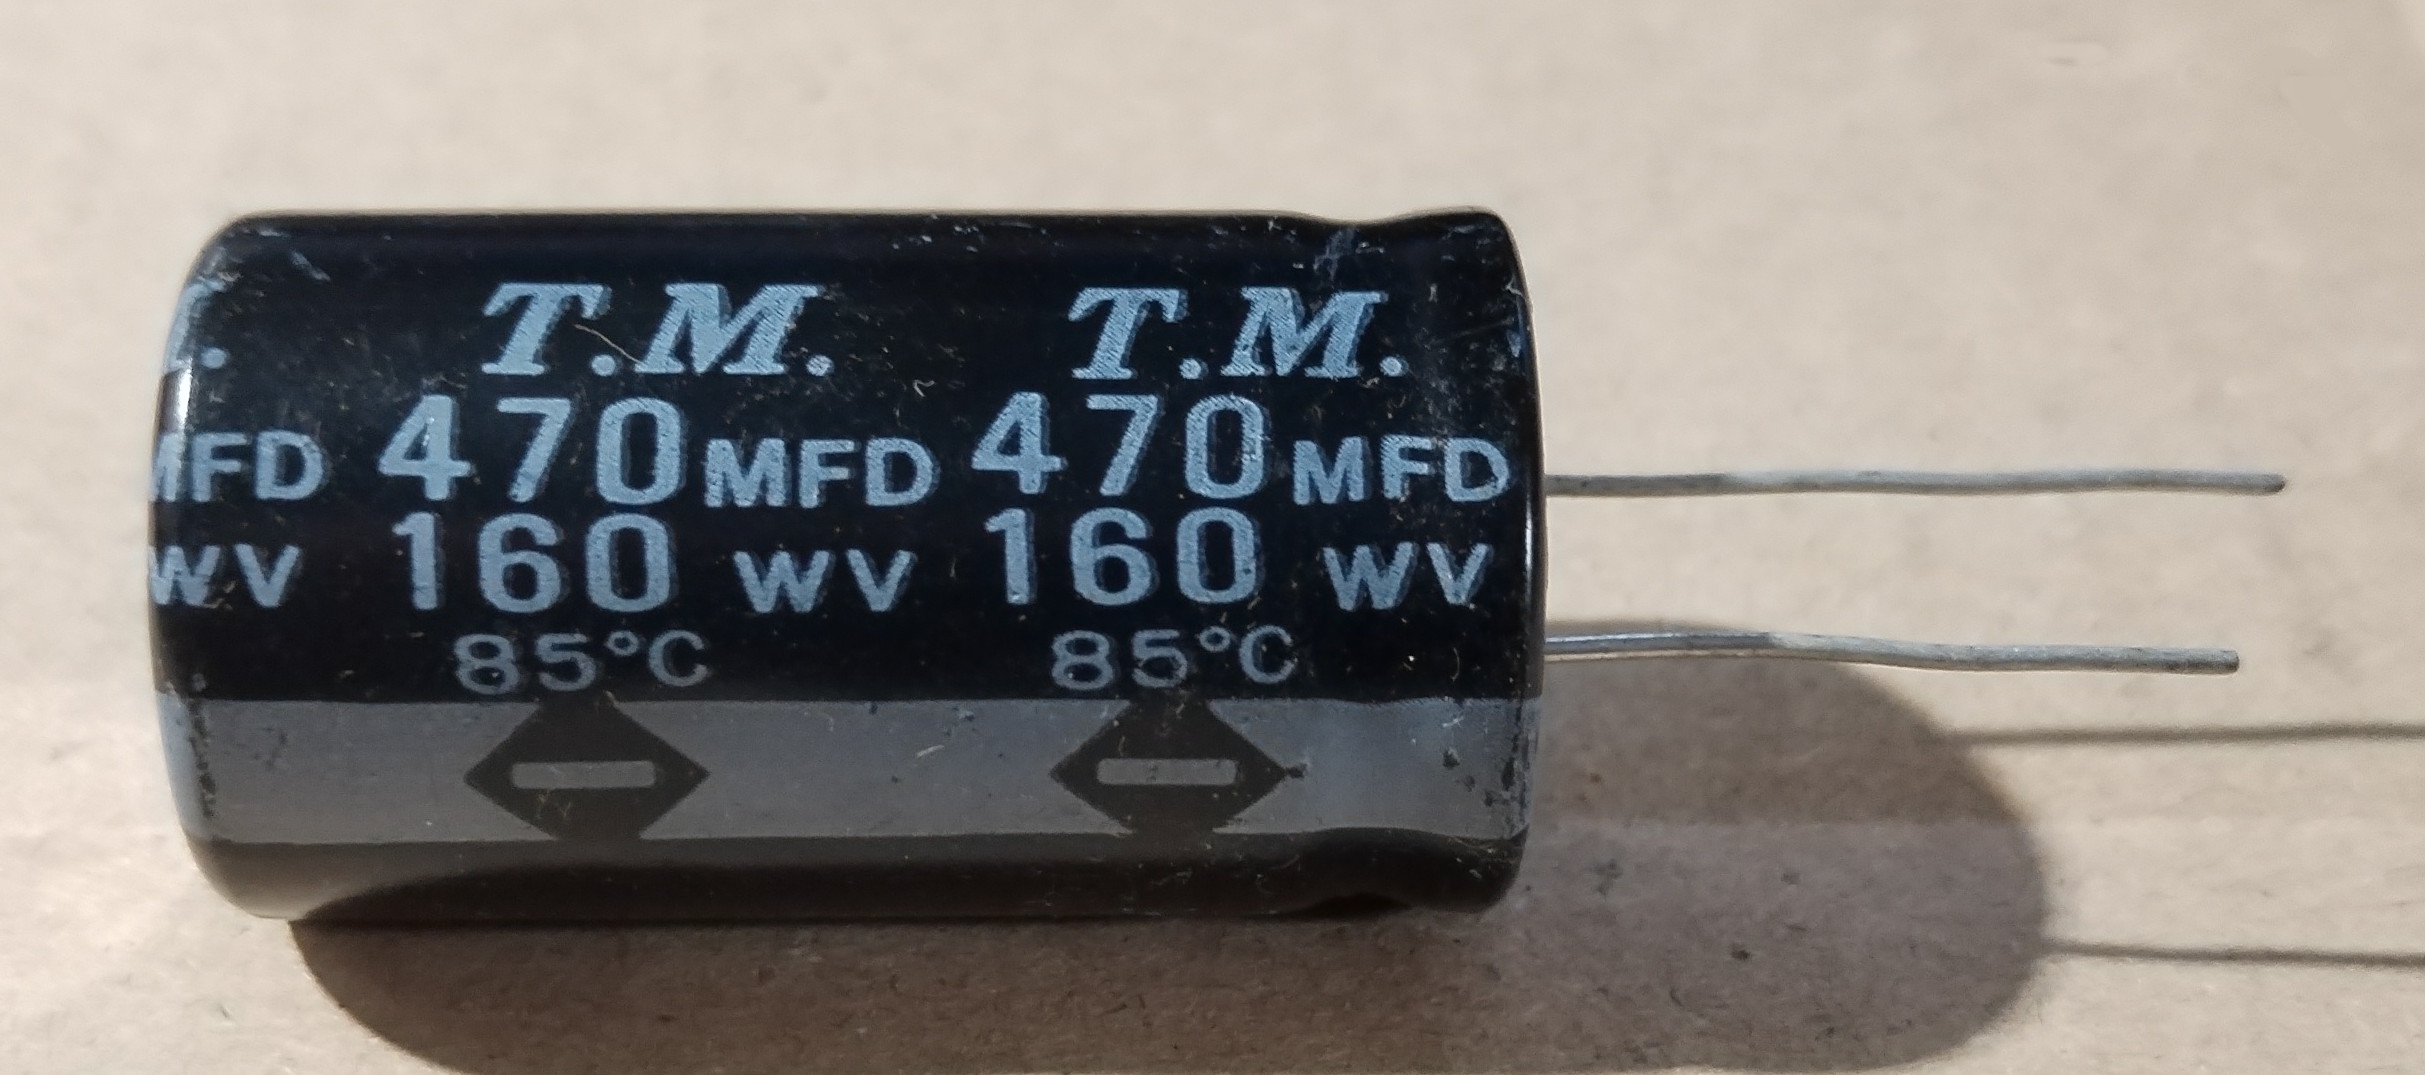 T.M. T.M.
MFD 470 MFD 470 MFD
WV 160 WV 160 WV
85°C 85°C